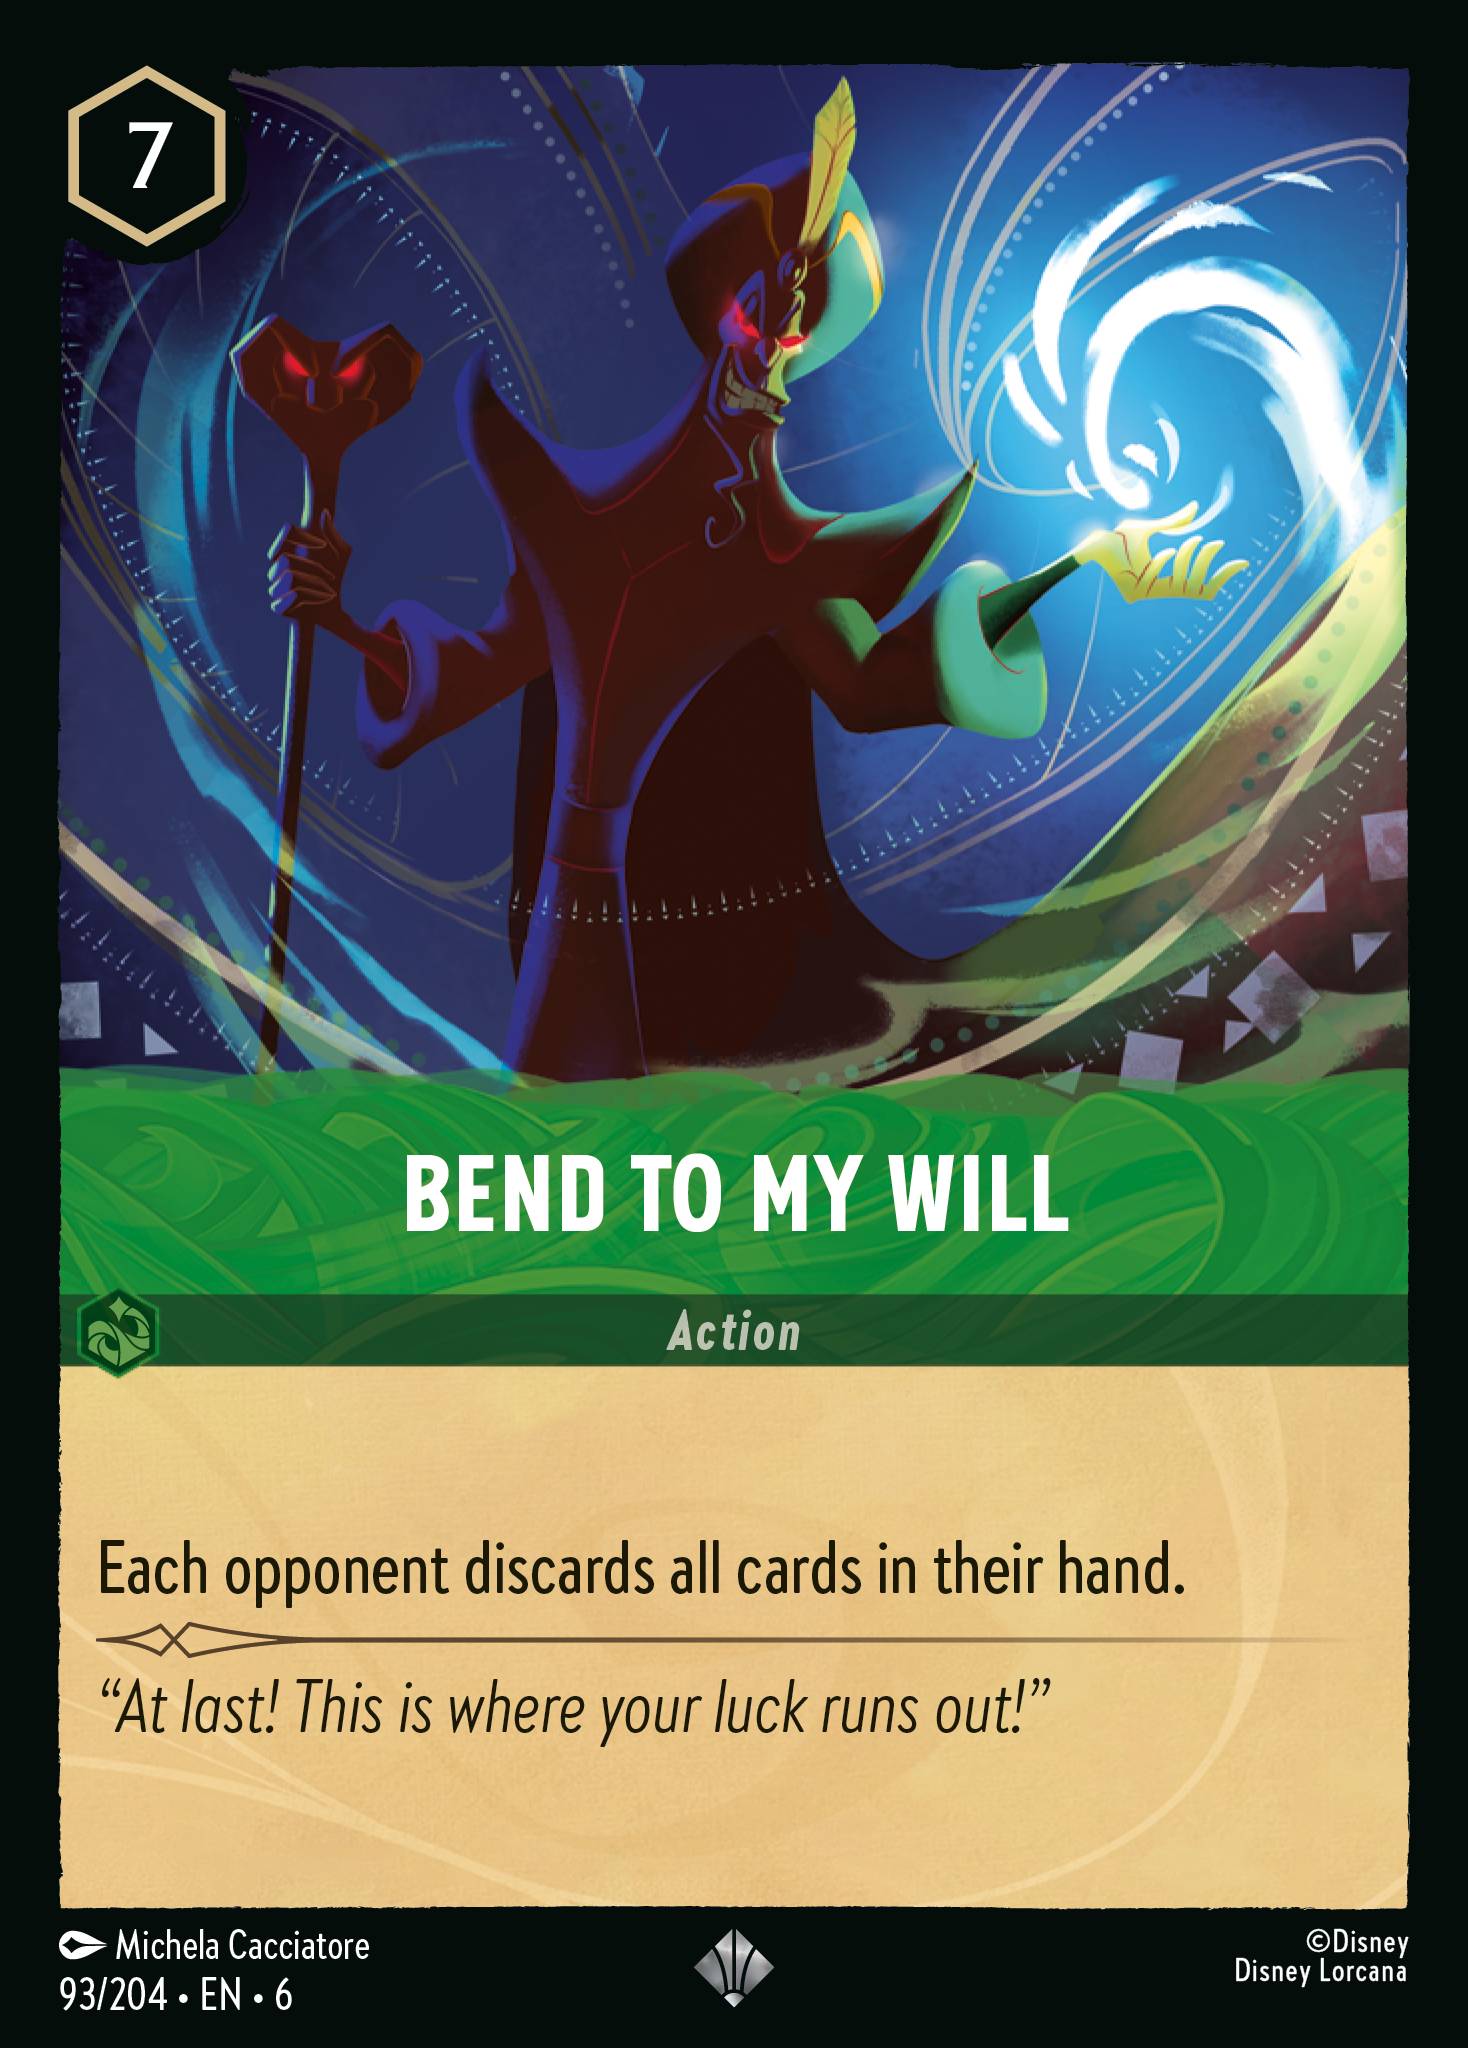 7
BEND TO MY WILL
Action
Each opponent discards all cards in their hand.
“At last! This is where your luck runs out!”
Michela Cacciatore
93/204 • EN • 6
©Disney
Disney Lorcana